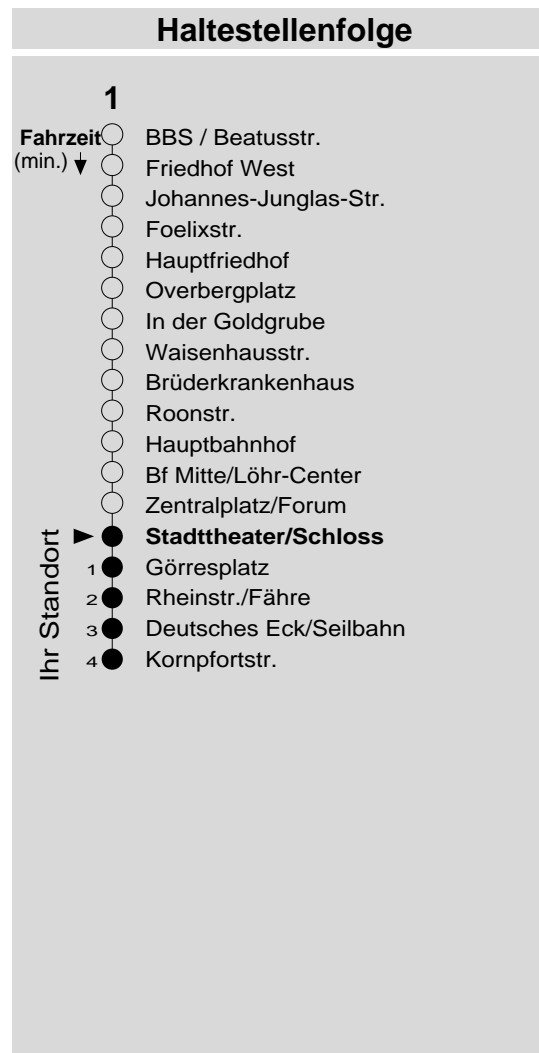 Haltestellenfolge
1
Fahrzeit
(min.)
BBS / Beatusstr.
Friedhof West
Johannes-Junglas-Str.
Foelixstr.
Hauptfriedhof
Overbergplatz
In der Goldgrube
Waisenhausstr.
Brüderkrankenhaus
Roonstr.
Hauptbahnhof
Bf Mitte/Löhr-Center
Zentralplatz/Forum
Ihr Standort
Stadttheater/Schloss
1 Görresplatz
2 Rheinstr./Fähre
3 Deutsches Eck/Seilbahn
4 Kornpfortstr.